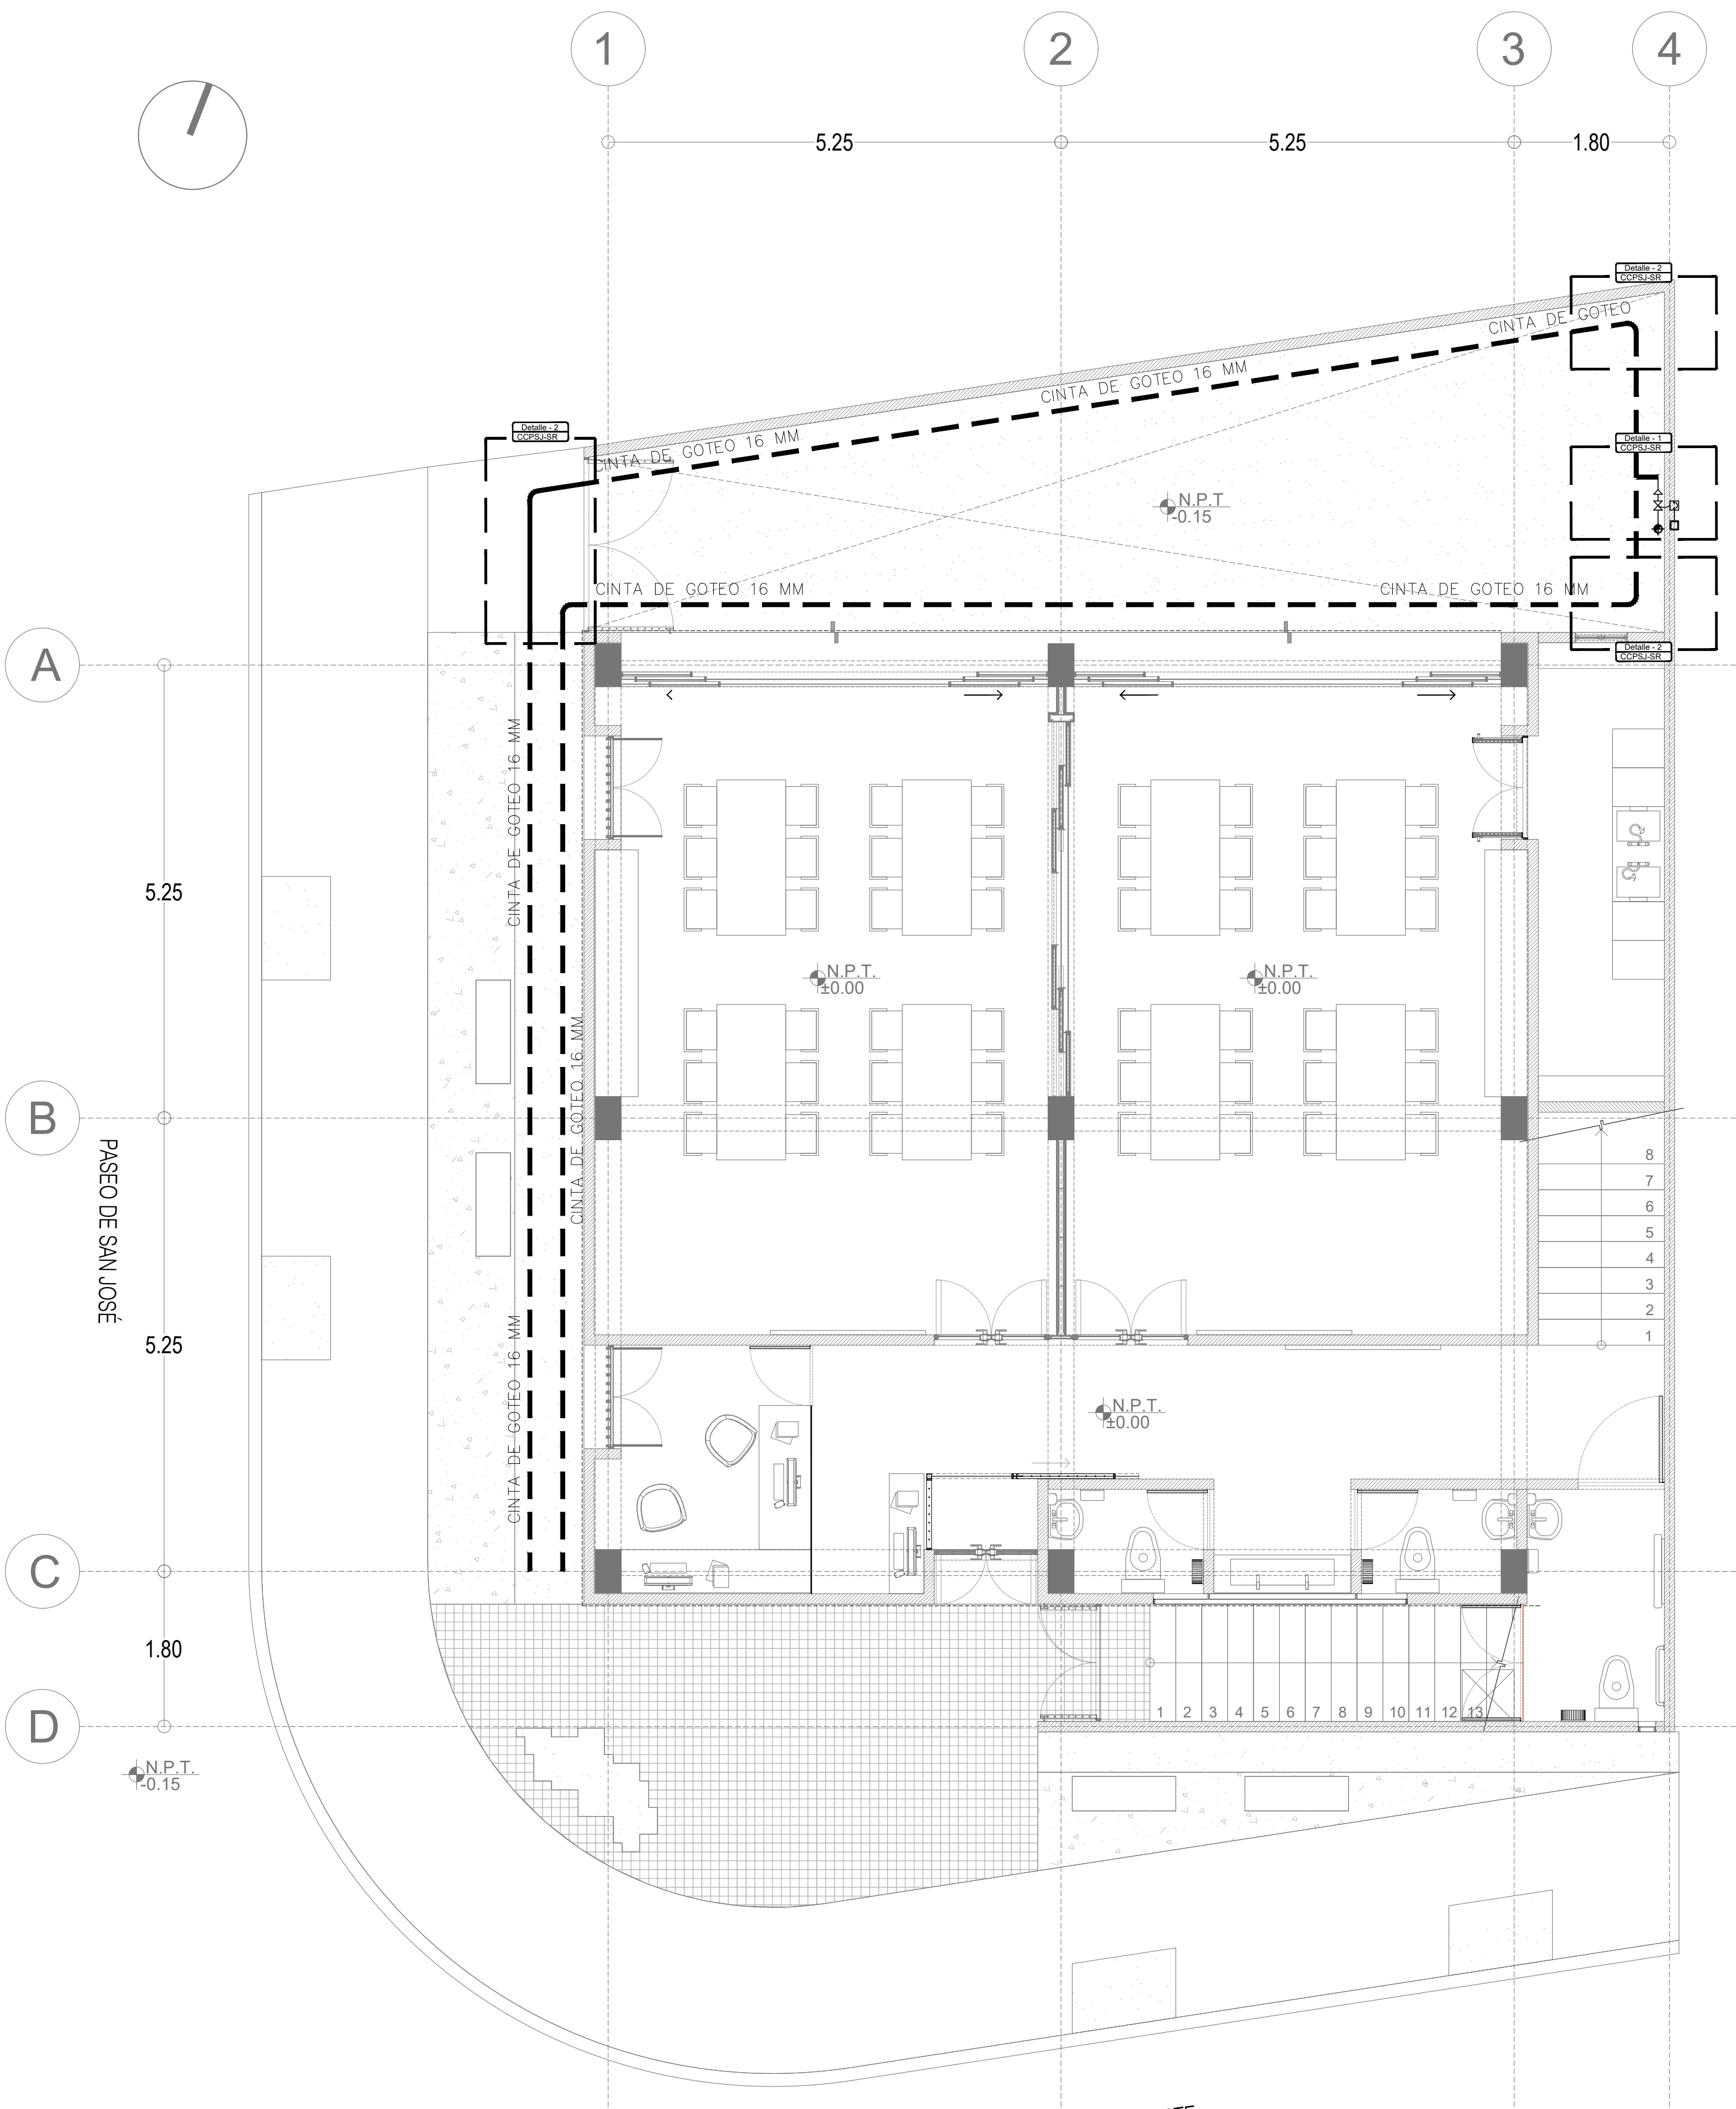 1
2
3
4
5.25
5.25
1.80
Detalle - 2
CCPSJ-SR
CINTA DE GOTEO
CINTA DE GOTEO 16 MM
CINTA DE GOTEO 16 MM
Detalle - 2
CCPSJ-SR
Detalle - 1
CCPSJ-SR
N.P.T
-0.15
CINTA DE GOTEO 16 MM
CINTA DE GOTEO 16 MM
Detalle - 2
CCPSJ-SR
A
CINTA DE GOTEO 16 MM
5.25
N.P.T.
±0.00
N.P.T.
±0.00
CINTA DE GOTEO 16 MM
B
PASEO DE SAN JOSÉ
8
7
6
5
4
3
2
1
5.25
CINTA DE GOTEO 16 MM
N.P.T.
±0.00
C
1.80
D
1
2
3
4
5
6
7
8
9
10
11
12
13
N.P.T.
-0.15